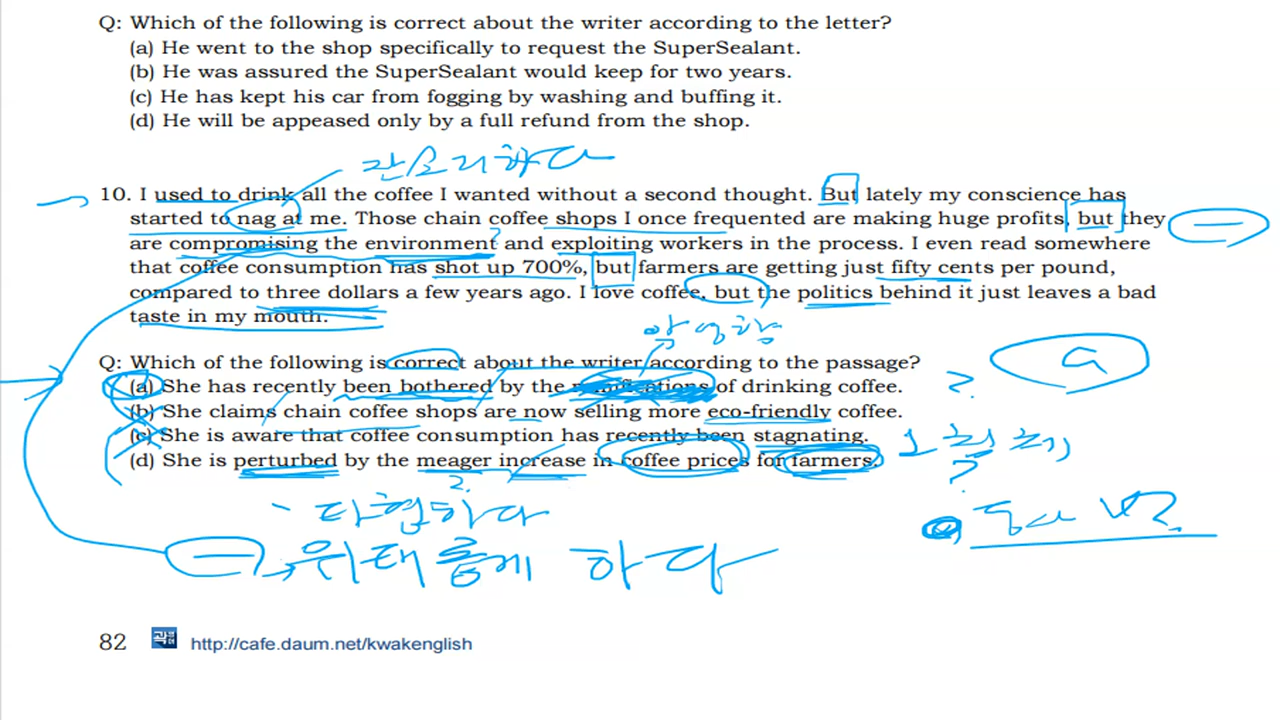 Q: Which of the following is correct about the writer according to the letter?
(a) He went to the shop specifically to request the SuperSealant.
(b) He was assured the SuperSealant would keep for two years.
(c) He has kept his car from fogging by washing and buffing it.
(d) He will be appeased only by a full refund from the shop.
잔소리하다
10. I used to drink all the coffee I wanted without a second thought. But lately my conscience has
started to nag at me. Those chain coffee shops I once frequented are making huge profits, but they
are compromising the environment and exploiting workers in the process. I even read somewhere
that coffee consumption has shot up 700%, but farmers are getting just fifty cents per pound,
compared to three dollars a few years ago. I love coffee, but the politics behind it just leaves a bad
taste in my mouth.
악영향
Q: Which of the following is correct about the writer according to the passage?
a
(a) She has recently been bothered by the ramifications of drinking coffee.
?
(b) She claims chain coffee shops are now selling more eco-friendly coffee.
(c) She is aware that coffee consumption has recently been stagnating.
(d) She is perturbed by the meager increase in coffee prices for farmers.
?
타협하다
위태롭게 하다
82
http://cafe.daum.net/kwakenglish